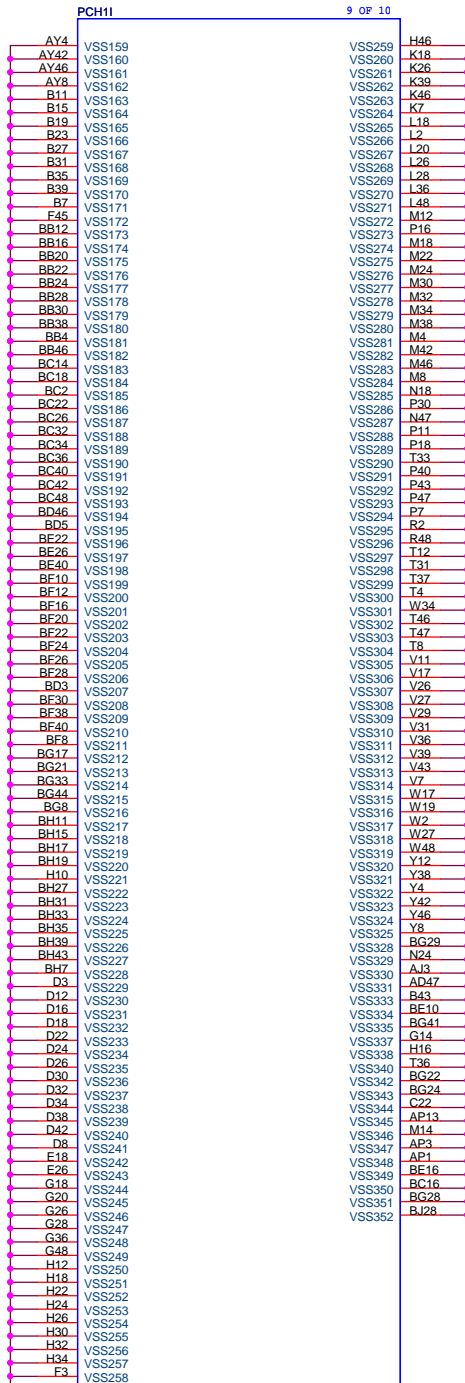 PCH1I 9 OF 10
AY4 VSS159 VSS259 H46
AY42 VSS160 VSS260 K18
AY46 VSS161 VSS261 K26
AY8 VSS162 VSS262 K39
B11 VSS163 VSS263 K46
B15 VSS164 VSS264 K7
B19 VSS165 VSS265 L18
B23 VSS166 VSS266 L2
B27 VSS167 VSS267 L20
B31 VSS168 VSS268 L26
B35 VSS169 VSS269 L28
B39 VSS170 VSS270 L36
B7 VSS171 VSS271 L48
F45 VSS172 VSS272 M12
BB12 VSS173 VSS273 P16
BB16 VSS174 VSS274 M18
BB20 VSS175 VSS275 M22
BB22 VSS176 VSS276 M24
BB24 VSS177 VSS277 M30
BB28 VSS178 VSS278 M32
BB30 VSS179 VSS279 M34
BB38 VSS180 VSS280 M38
BB4 VSS181 VSS281 M4
BB46 VSS182 VSS282 M42
BC14 VSS183 VSS283 M46
BC18 VSS184 VSS284 M8
BC2 VSS185 VSS285 N18
BC22 VSS186 VSS286 P30
BC26 VSS187 VSS287 N47
BC32 VSS188 VSS288 P11
BC34 VSS189 VSS289 P18
BC36 VSS190 VSS290 T33
BC40 VSS191 VSS291 P40
BC42 VSS192 VSS292 P43
BC48 VSS193 VSS293 P47
BD46 VSS194 VSS294 P7
BD5 VSS195 VSS295 R2
BE22 VSS196 VSS296 R48
BE26 VSS197 VSS297 T12
BE40 VSS198 VSS298 T31
BF10 VSS199 VSS299 T37
BF12 VSS200 VSS300 T4
BF16 VSS201 VSS301 W34
BF20 VSS202 VSS302 T46
BF22 VSS203 VSS303 T47
BF24 VSS204 VSS304 T8
BF26 VSS205 VSS305 V11
BF28 VSS206 VSS306 V17
BD3 VSS207 VSS307 V26
BF30 VSS208 VSS308 V27
BF38 VSS209 VSS309 V29
BF40 VSS210 VSS310 V31
BF8 VSS211 VSS311 V36
BG17 VSS212 VSS312 V39
BG21 VSS213 VSS313 V43
BG33 VSS214 VSS314 V7
BG44 VSS215 VSS315 W17
BG8 VSS216 VSS316 W19
BH11 VSS217 VSS317 W2
BH15 VSS218 VSS318 W27
BH17 VSS219 VSS319 W48
BH19 VSS220 VSS320 Y12
H10 VSS221 VSS321 Y38
BH27 VSS222 VSS322 Y4
BH31 VSS223 VSS323 Y42
BH33 VSS224 VSS324 Y46
BH35 VSS225 VSS325 Y8
BH39 VSS226 VSS328 BG29
BH43 VSS227 VSS329 N24
BH7 VSS228 VSS330 AJ3
D3 VSS229 VSS331 AD47
D12 VSS230 VSS333 B43
D16 VSS231 VSS334 BE10
D18 VSS232 VSS335 BG41
D22 VSS233 VSS337 G14
D24 VSS234 VSS338 H16
D26 VSS235 VSS340 T36
D30 VSS236 VSS342 BG22
D32 VSS237 VSS343 BG24
D34 VSS238 VSS344 C22
D38 VSS239 VSS345 AP13
D42 VSS240 VSS346 M14
D8 VSS241 VSS347 AP3
E18 VSS242 VSS348 AP1
E26 VSS243 VSS349 BE16
G18 VSS244 VSS350 BC16
G20 VSS245 VSS351 BG28
G26 VSS246 VSS352 BJ28
G28 VSS247
G36 VSS248
G48 VSS249
H12 VSS250
H18 VSS251
H22 VSS252
H24 VSS253
H26 VSS254
H30 VSS255
H32 VSS256
H34 VSS257
F3 VSS258